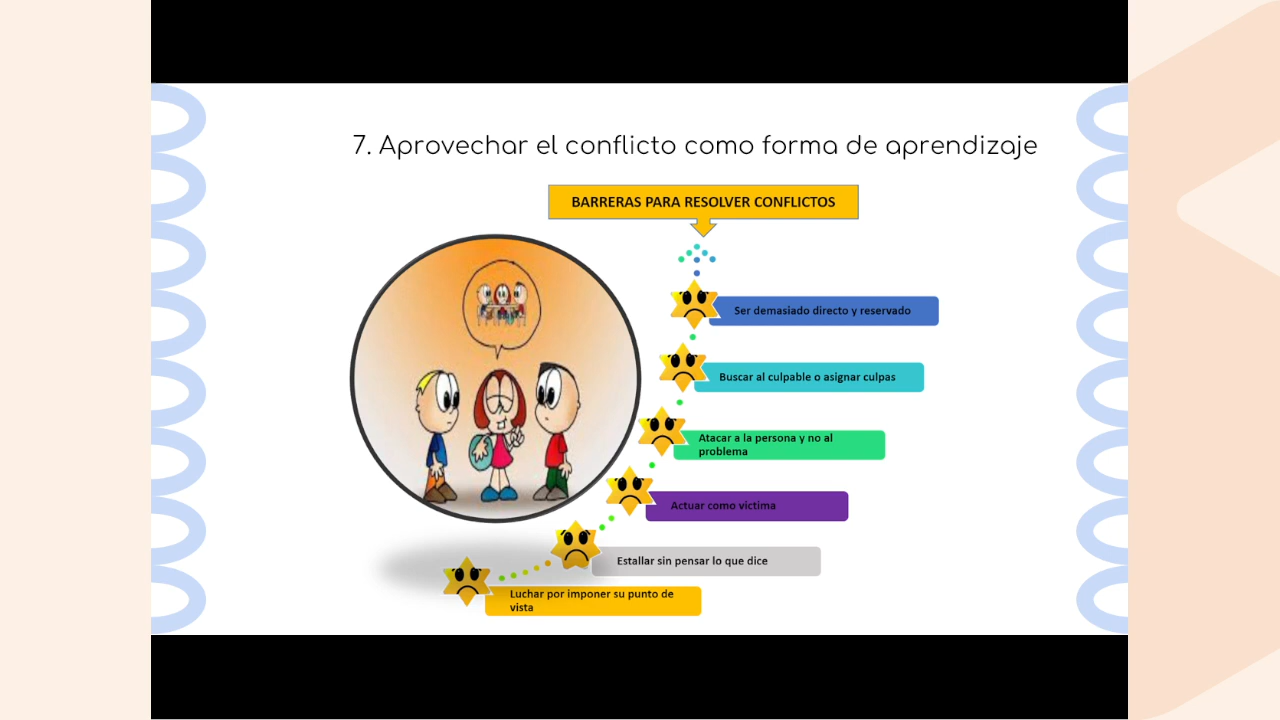 7. Aprovechar el conflicto como forma de aprendizaje
BARRERAS PARA RESOLVER CONFLICTOS
Ser demasiado directo y reservado
Buscar al culpable o asignar culpas
Atacar a la persona y no al
problema
Actuar como victima
Estallar sin pensar lo que dice
Luchar por imponer su punto de
vista